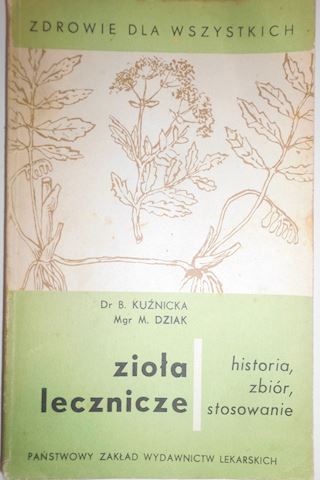 ZDROWIE DLA WSZYSTKICH
Dr B. KUŹNICKA
Mgr M. DZIAK
zioła
lecznicze
historia,
zbiór,
stosowanie
PAŃSTWOWY ZAKŁAD WYDAWNICTW LEKARSKICH